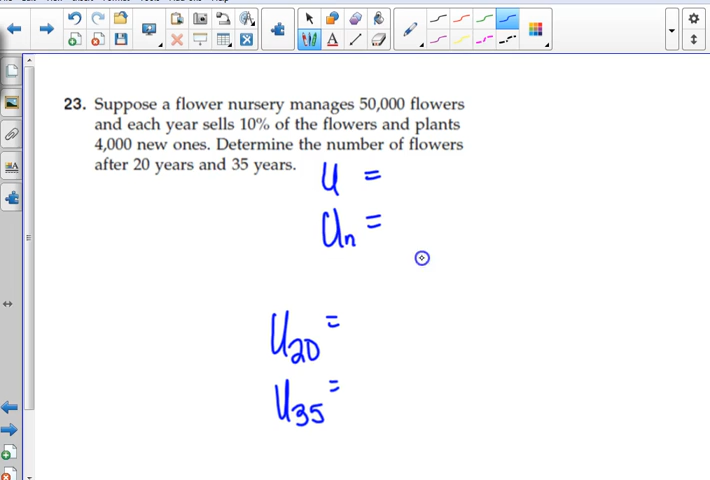 23. Suppose a flower nursery manages 50,000 flowers
and each year sells 10% of the flowers and plants
4,000 new ones. Determine the number of flowers
after 20 years and 35 years.
u =
uₙ =
u₂₀ =
u₃₅ =